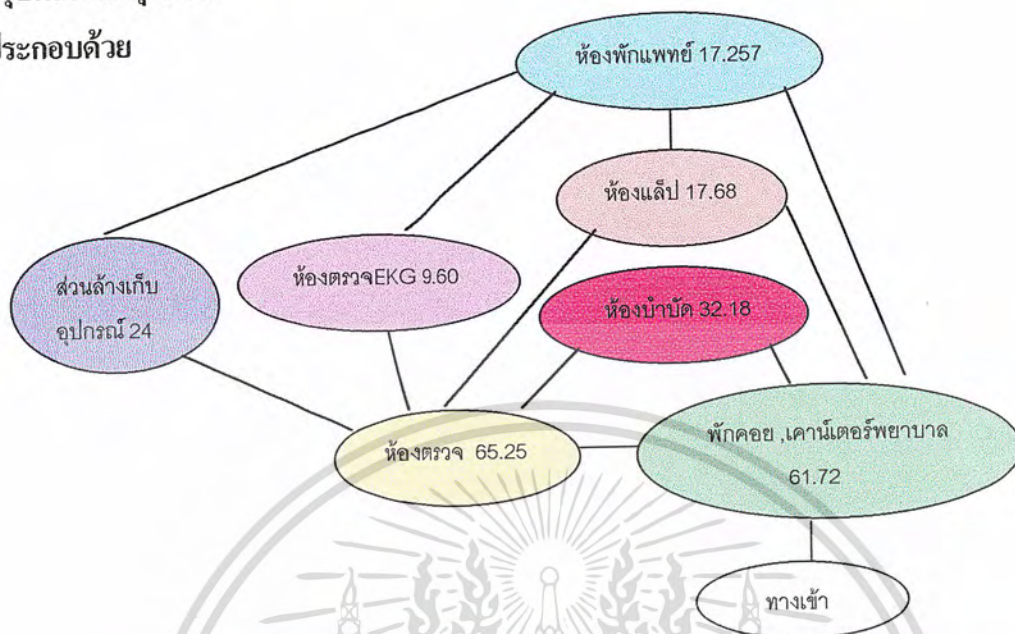 ประกอบด้วย
ห้องพักแพทย์ 17.257
ห้องแล็ป 17.68
ห้องตรวจEKG 9.60
ส่วนล้างเก็บ
อุปกรณ์ 24
ห้องบำบัด 32.18
ห้องตรวจ 65.25
พักคอย ,เคาน์เตอร์พยาบาล
61.72
ทางเข้า